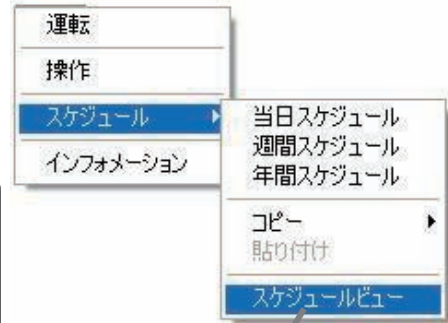 運転
操作
スケジュール
インフォメーション
当日スケジュール
週間スケジュール
年間スケジュール
コピー
貼り付け
スケジュールビュー